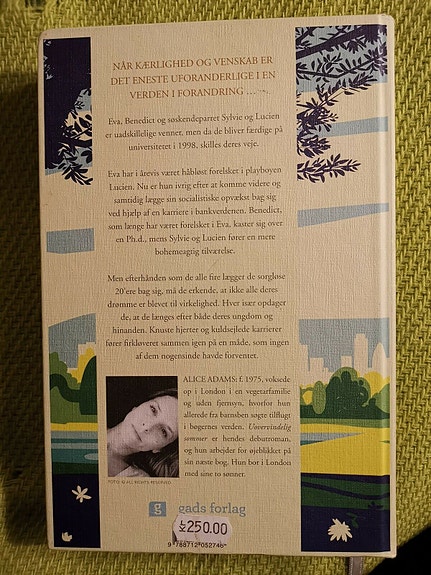 NÅR KÆRLIGHED OG VENSKAB ER
DET ENESTE UFORANDERLIGE I EN
VERDEN I FORANDRING ...
Eva, Benedict og søskendeparret Sylvie og Lucien
er uadskillelige venner, men da de bliver færdige på
universitetet i 1998, skilles deres veje.
Eva har i årevis været håbløst forelsket i playboyen
Lucien. Nu er hun ivrig efter at komme videre og
samtidig lægge sin socialistiske opvækst bag sig
ved hjælp af en karriere i bankverdenen. Benedict,
som længe har været forelsket i Eva, kaster sig over
en Ph.d., mens Sylvie og Lucien fører en mere
bohemeagtig tilværelse.
Men efterhånden som de alle fire lægger de sorgløse
20'ere bag sig, må de erkende, at ikke alle deres
drømme er blevet til virkelighed. Hver især opdager
de, at de længes efter både deres ungdom og
hinanden. Knuste hjerter og kuldsejlede karrierer
fører firkløveret sammen igen på en måde, som ingen
af dem nogensinde havde forventet.
ALICE ADAMS: f. 1975, voksede
op i London i en vegetarfamilie
og uden fjernsyn, hvorfor hun
allerede fra barnsben søgte tilflugt
i bøgernes verden. Uovervindelig
sommer er hendes debutroman,
og hun arbejder for øjeblikket på
sin næste bog. Hun bor i London
med sine to sønner.
FOTO: © ALL RIGHTS RESERVED
g gads forlag
250.00
9 788712 052746